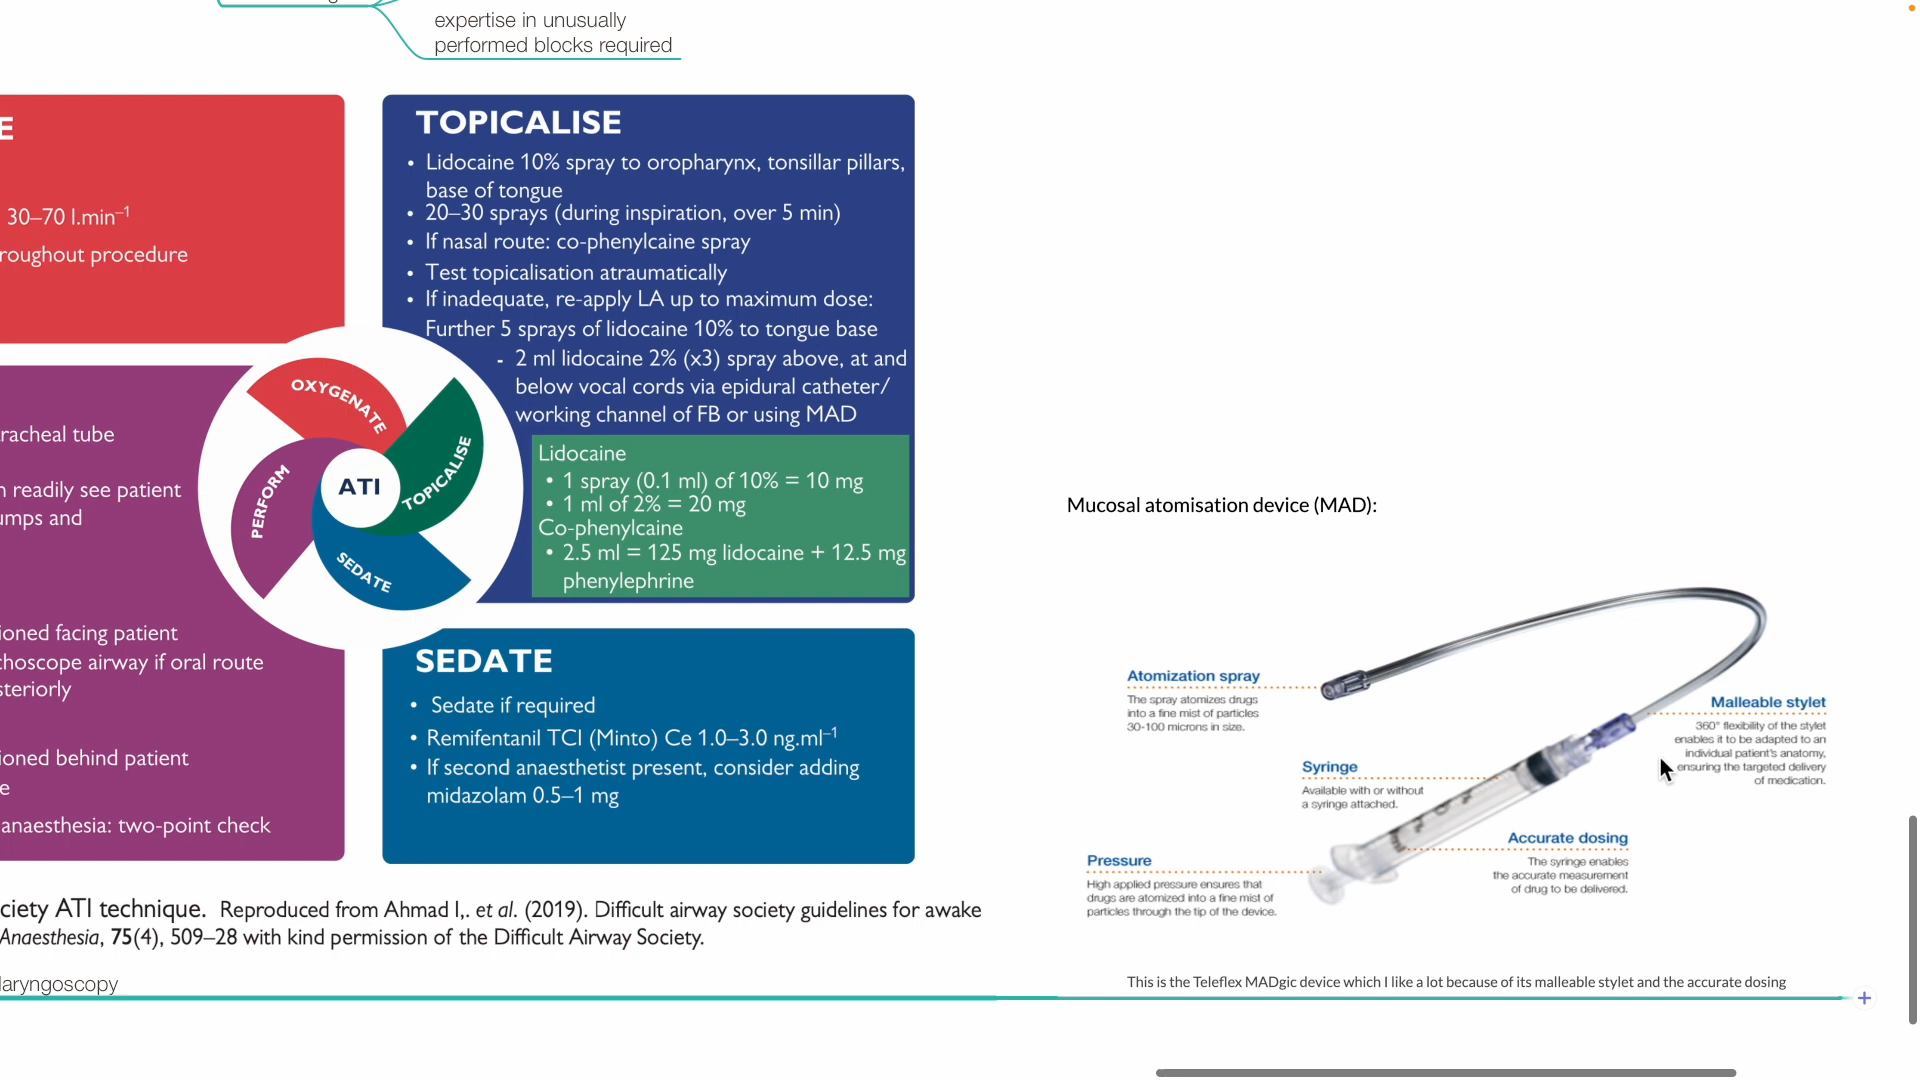 expertise in unusually
performed blocks required
E
30–70 l.min⁻¹
roughout procedure
TOPICALISE
• Lidocaine 10% spray to oropharynx, tonsillar pillars,
base of tongue
• 20–30 sprays (during inspiration, over 5 min)
• If nasal route: co-phenylcaine spray
• Test topicalisation atraumatically
• If inadequate, re-apply LA up to maximum dose:
Further 5 sprays of lidocaine 10% to tongue base
- 2 ml lidocaine 2% (x3) spray above, at and
below vocal cords via epidural catheter/
working channel of FB or using MAD
Lidocaine
• 1 spray (0.1 ml) of 10% = 10 mg
• 1 ml of 2% = 20 mg
Co-phenylcaine
• 2.5 ml = 125 mg lidocaine + 12.5 mg
phenylephrine
OXYGENATE
TOPICALISE
SEDATE
PERFORM
ATI
racheal tube
n readily see patient
umps and
ioned facing patient
choscope airway if oral route
steriorly
ioned behind patient
e
anaesthesia: two-point check
SEDATE
• Sedate if required
• Remifentanil TCI (Minto) Ce 1.0–3.0 ng.ml⁻¹
• If second anaesthetist present, consider adding
midazolam 0.5–1 mg
Mucosal atomisation device (MAD):
Atomization spray
The spray atomizes drugs
into a fine mist of particles
30-100 microns in size.
Malleable stylet
360° flexibility of the stylet
enables it to be adapted to an
individual patient's anatomy,
ensuring the targeted delivery
of medication.
Syringe
Available with or without
a syringe attached.
Accurate dosing
The syringe enables
the accurate measurement
of drug to be delivered.
Pressure
High applied pressure ensures that
drugs are atomized into a fine mist of
particles through the tip of the device.
ciety ATI technique. Reproduced from Ahmad I,. et al. (2019). Difficult airway society guidelines for awake
Anaesthesia, 75(4), 509–28 with kind permission of the Difficult Airway Society.
laryngoscopy
This is the Teleflex MADgic device which I like a lot because of its malleable stylet and the accurate dosing